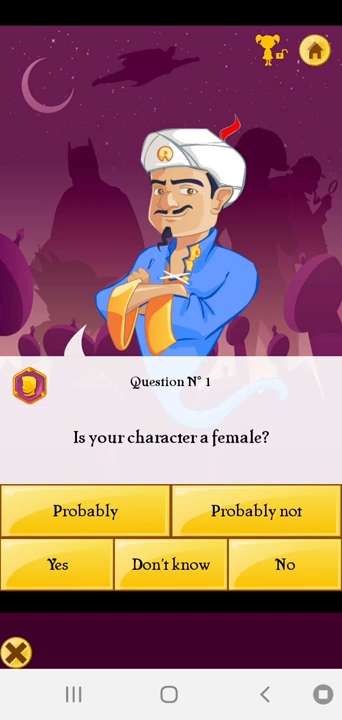 Question N° 1
Is your character a female?
Probably
Probably not
Yes
Don't know
No